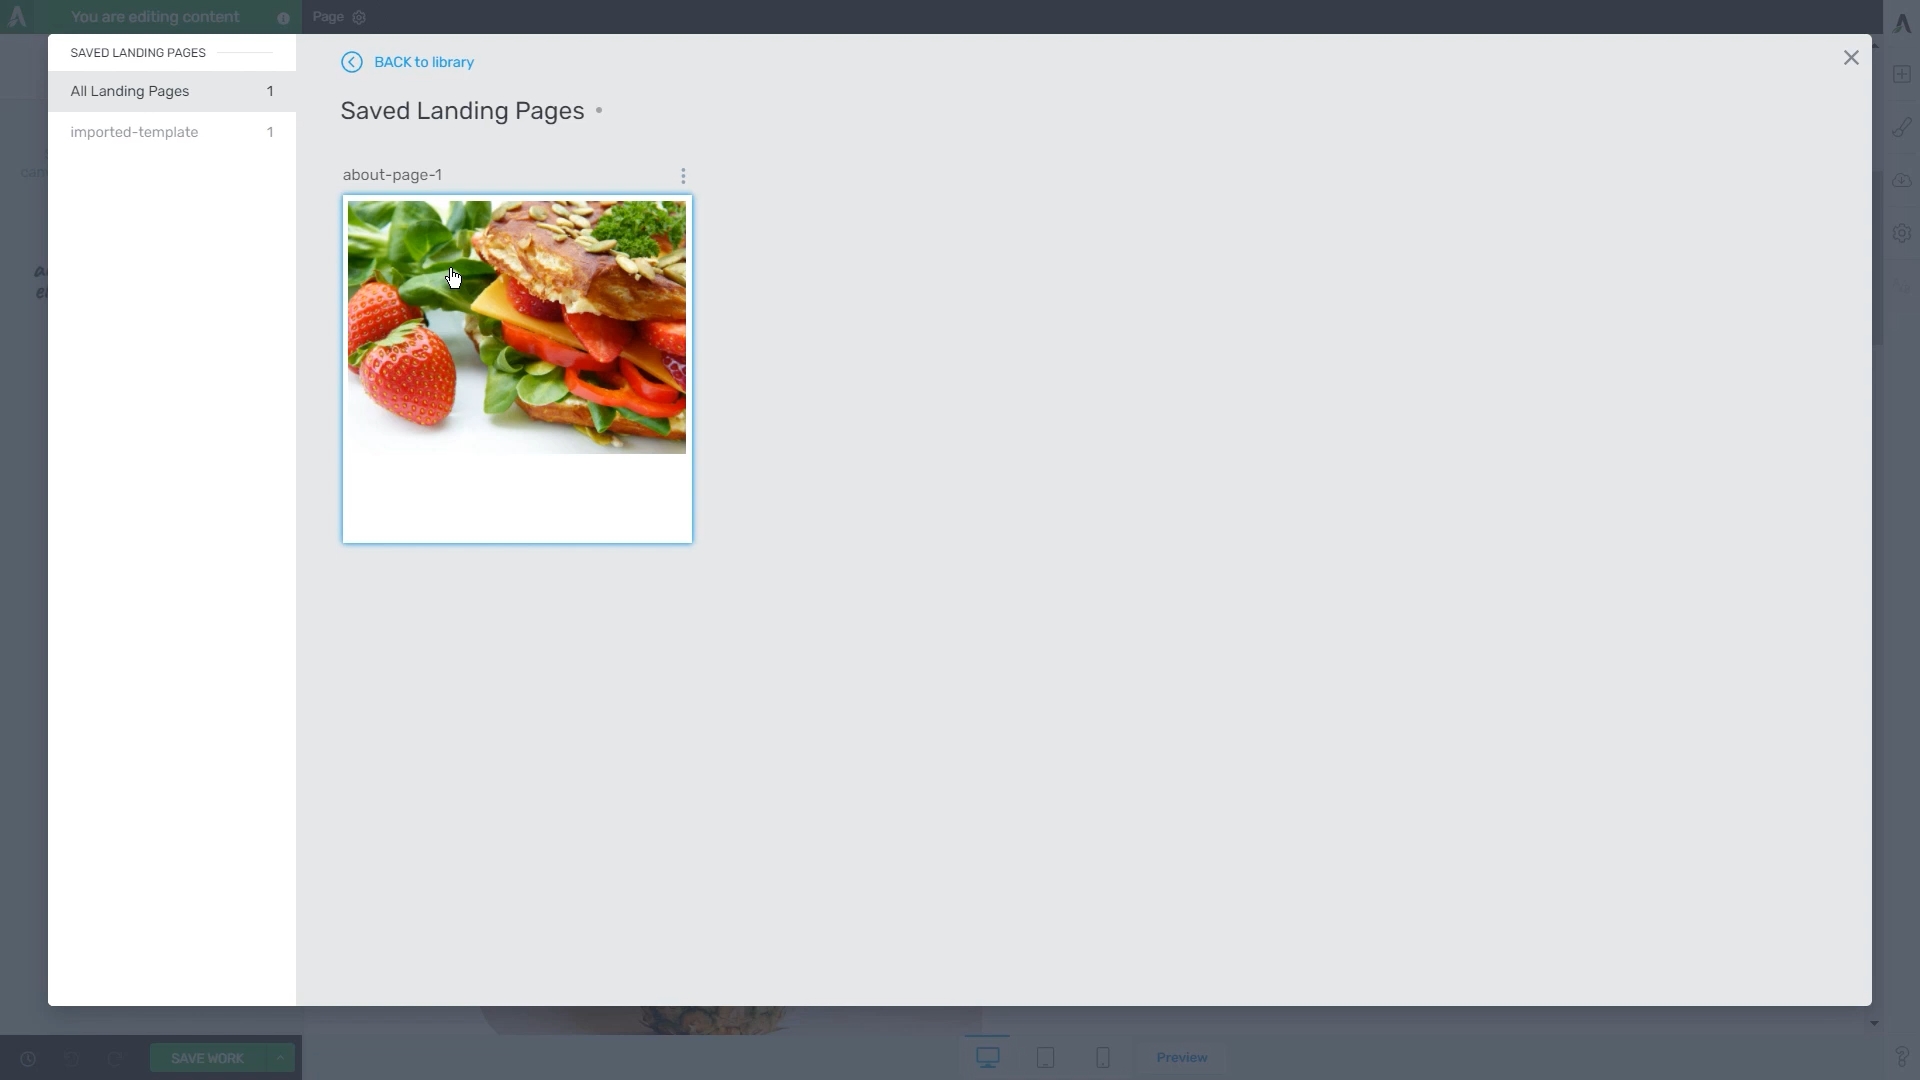 You are editing content
Page
SAVED LANDING PAGES
All Landing Pages 1
imported-template 1
BACK to library
Saved Landing Pages
about-page-1
SAVE WORK
Preview